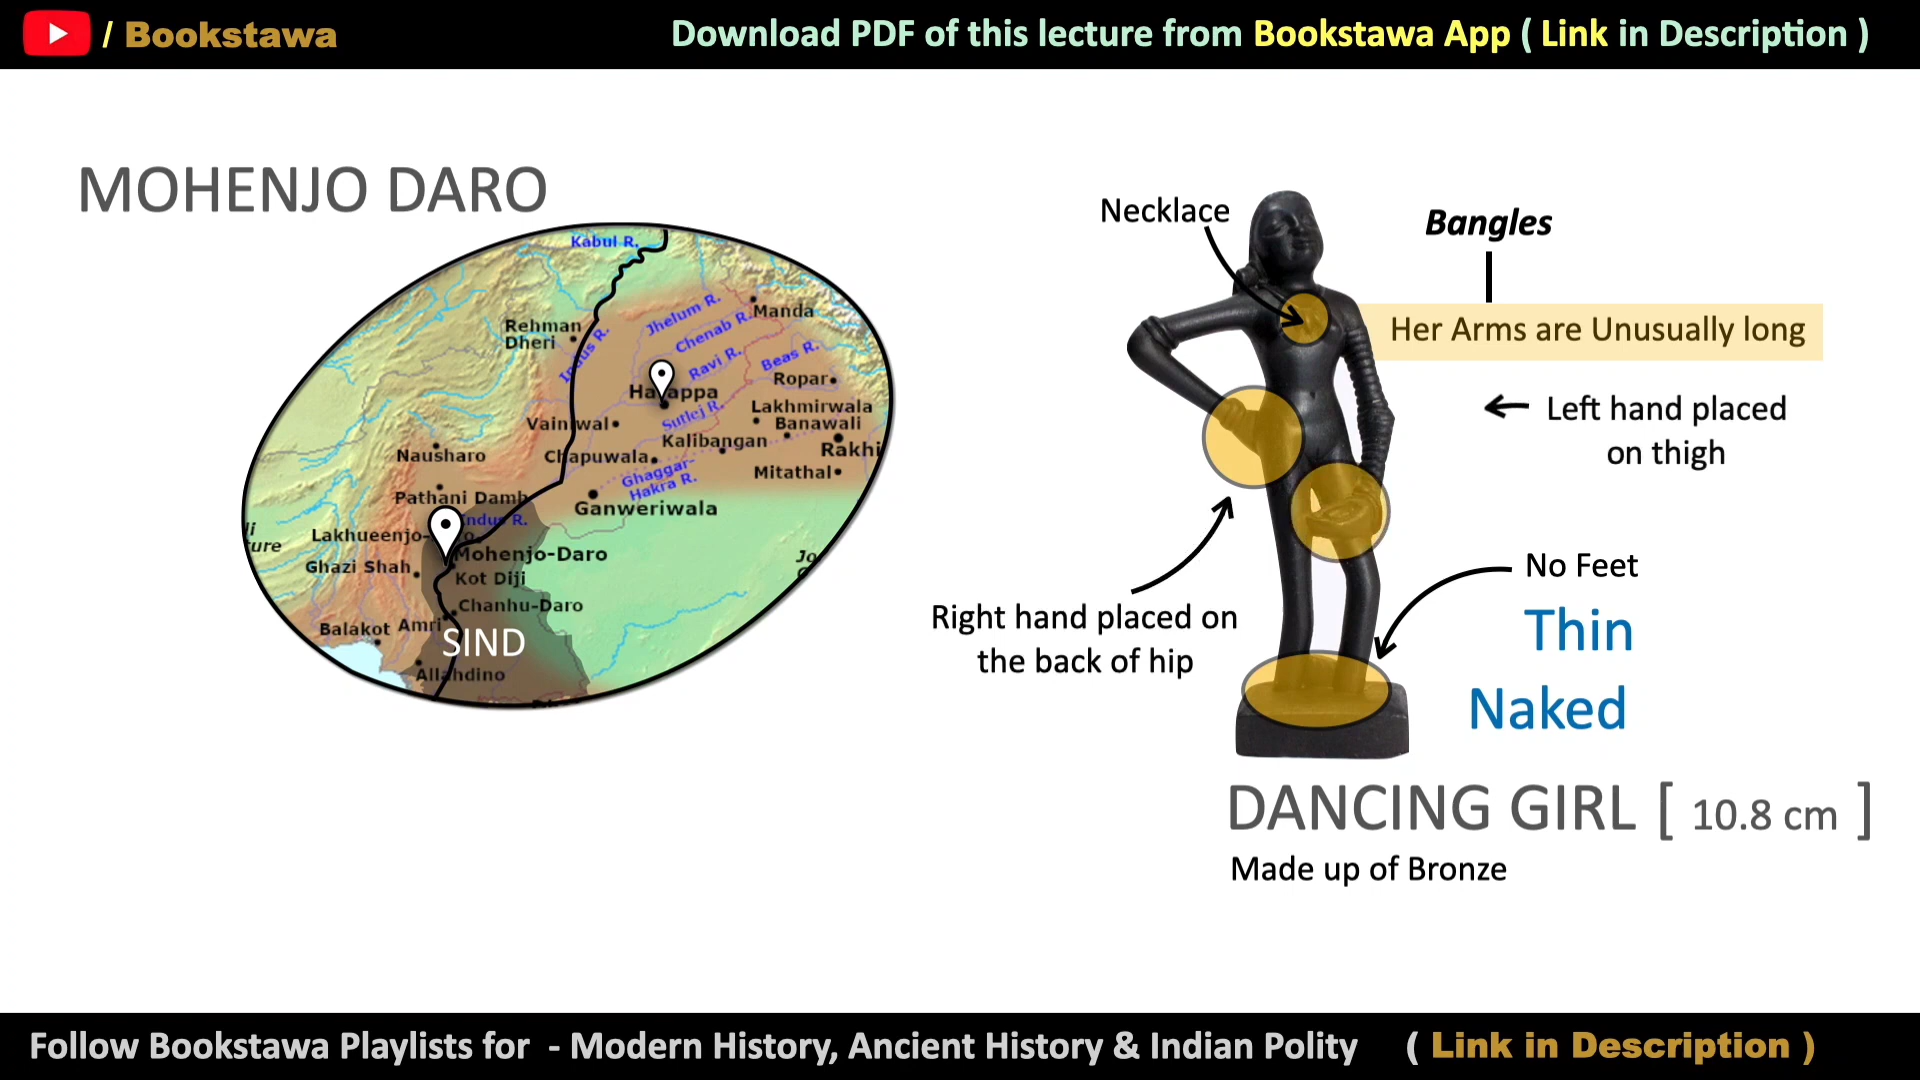 / Bookstawa
Download PDF of this lecture from Bookstawa App ( Link in Description )
MOHENJO DARO
Kabul R.
Rehman
Dheri
Indus R.
Jhelum R.
Manda
Chenab R.
Ravi R.
Beas R.
Harappa
Ropar
Sutlej R.
Lakhmirwala
Banawali
Vainiwal
Kalibangan
Rakhi
Nausharo
Chapuwala
Mitathal
Ghaggar-
Hakra R.
Pathani Damb
Ganweriwala
Indus R.
Lakhueenjo-
Mohenjo-Daro
Ghazi Shah
Kot Diji
Chanhu-Daro
Balakot
Amri
SIND
Allahdino
Necklace
Bangles
Her Arms are Unusually long
Left hand placed
on thigh
Right hand placed on
the back of hip
No Feet
Thin
Naked
DANCING GIRL [ 10.8 cm ]
Made up of Bronze
Follow Bookstawa Playlists for - Modern History, Ancient History & Indian Polity ( Link in Description )